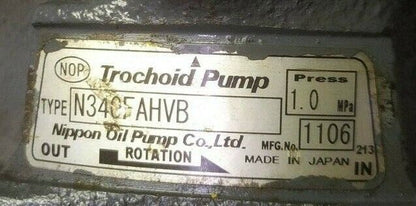 NOP Trochoid Pump Press
TYPE 1.0 MPa
Nippon Oil Pump Co.,Ltd. MFG.No. 1106 213
OUT ROTATION MADE IN JAPAN IN